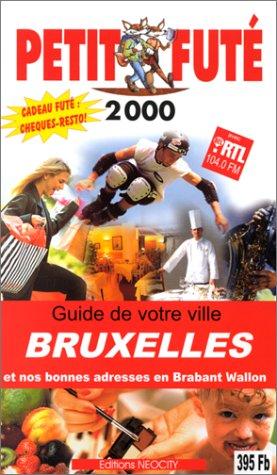 PETIT FUTÉ
2000
CADEAU FUTÉ :
CHEQUES-RESTO!
avec
RTL
104.0 FM
Guide de votre ville
BRUXELLES
et nos bonnes adresses en Brabant Wallon
Editions NEOCITY
395 Fb